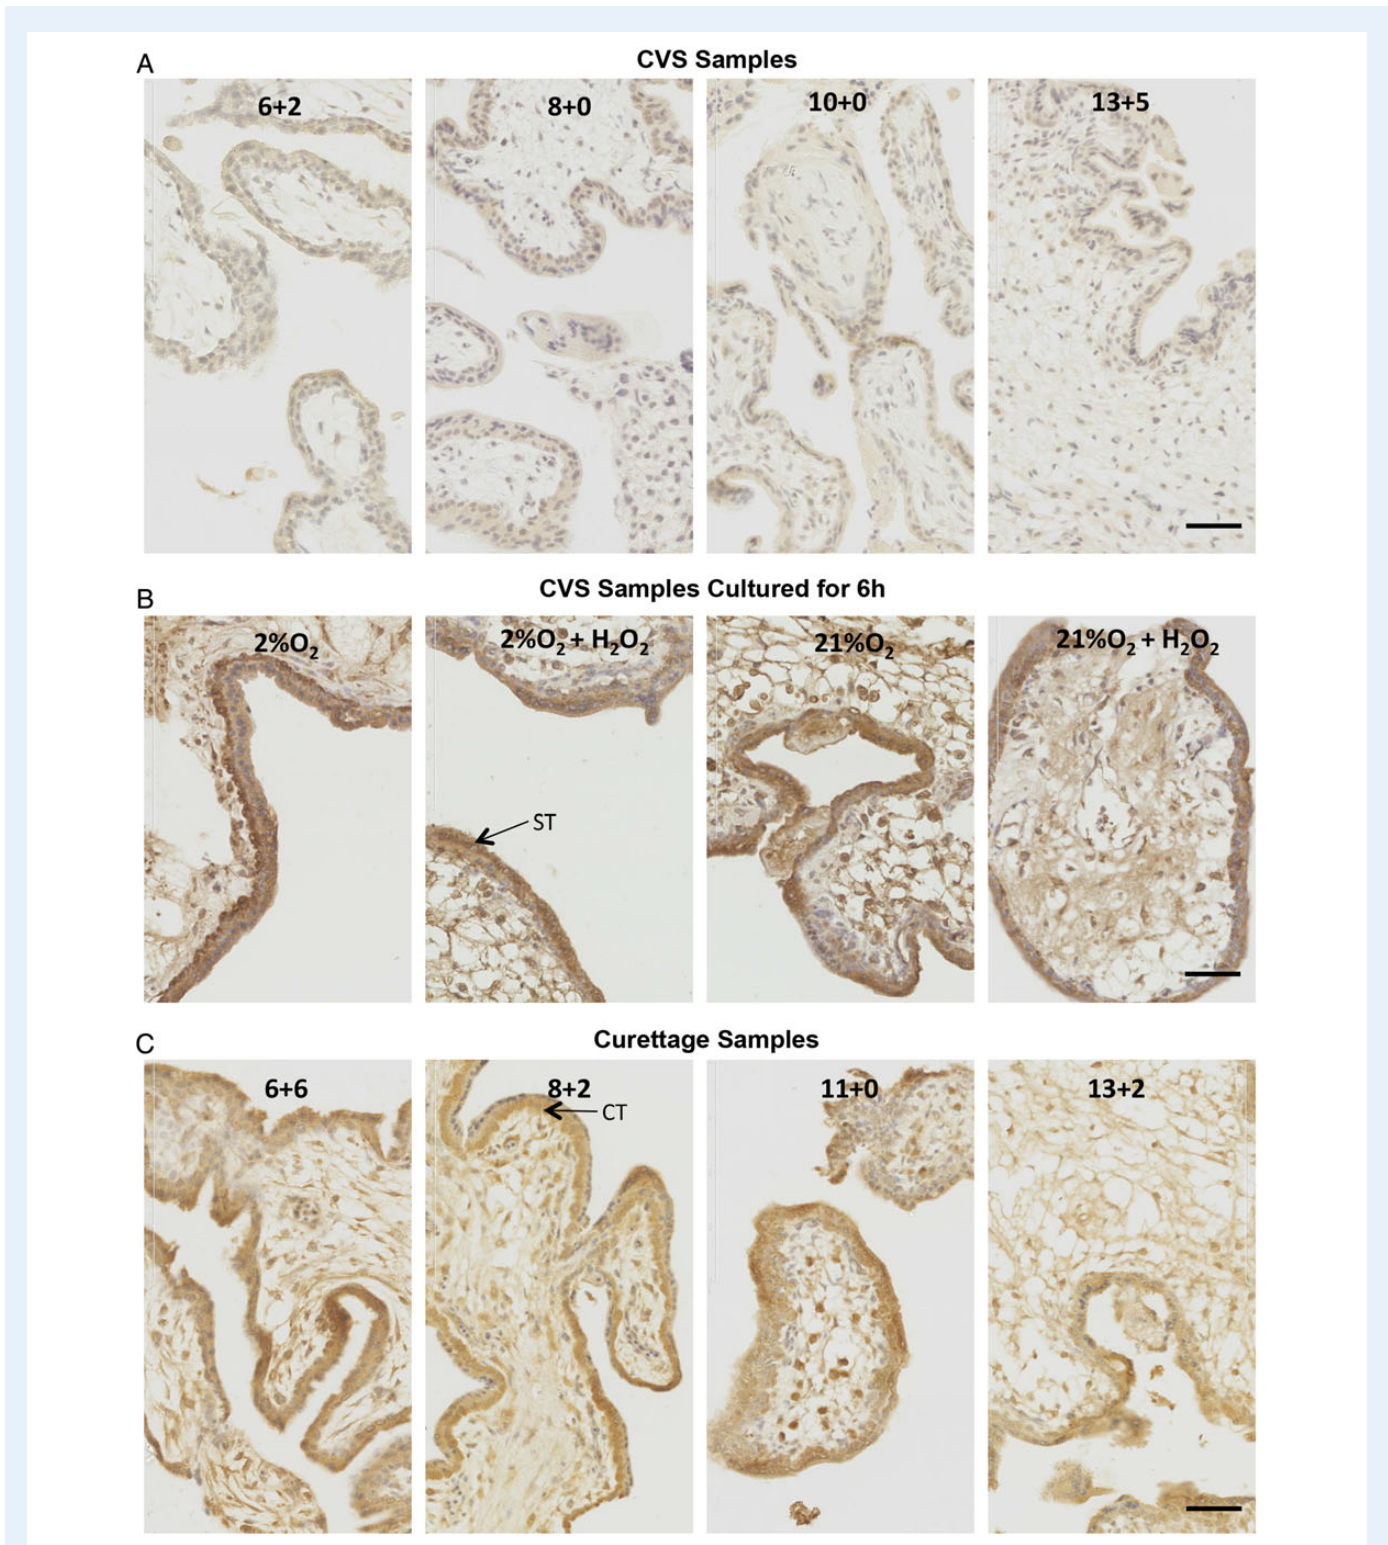 A
CVS Samples
6+2
8+0
10+0
13+5
B
CVS Samples Cultured for 6h
2%O₂
2%O₂ + H₂O₂
21%O₂
21%O₂ + H₂O₂
ST
C
Curettage Samples
6+6
8+2
11+0
13+2
CT